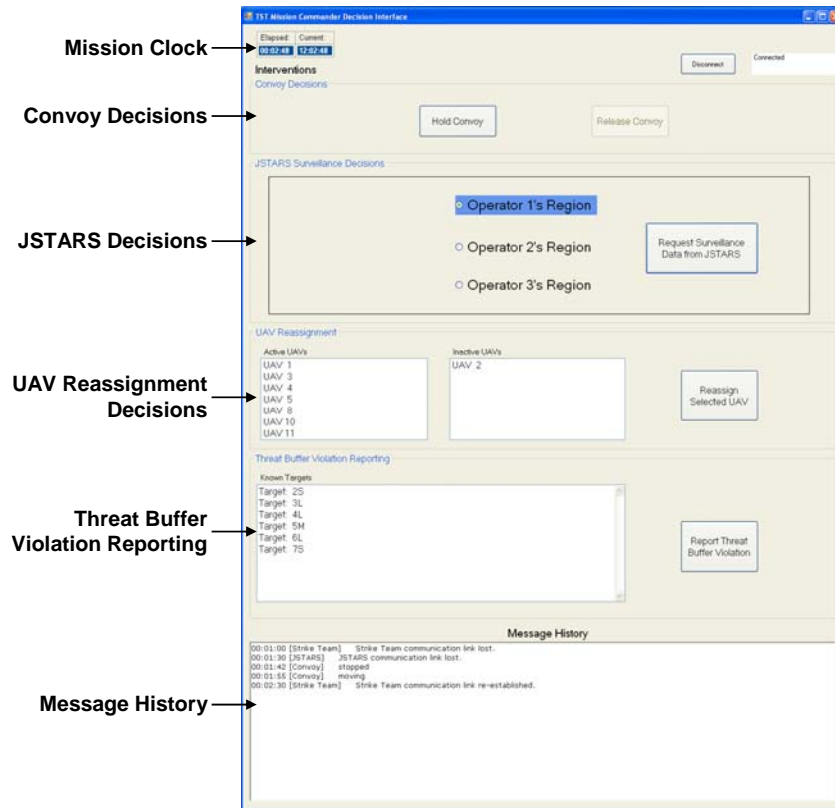 TST Mission Commander Decision Interface
Mission Clock
Elapsed: Current:
00:02:48 12:02:48
Disconnect
Connected
Interventions
Convoy Decisions
Convoy Decisions
Hold Convoy
Release Convoy
JSTARS Surveillance Decisions
JSTARS Decisions
Operator 1's Region
Operator 2's Region
Operator 3's Region
Request Surveillance
Data from JSTARS
UAV Reassignment
UAV Reassignment
Decisions
Active UAVs
UAV 1
UAV 3
UAV 4
UAV 5
UAV 8
UAV 10
UAV 11
Inactive UAVs
UAV 2
Reassign
Selected UAV
Threat Buffer Violation Reporting
Threat Buffer
Violation Reporting
Known Targets
Target: 2S
Target: 3L
Target: 4L
Target: 5M
Target: 6L
Target: 7S
Report Threat
Buffer Violation
Message History
Message History
00:01:00 [Strike Team] Strike Team communication link lost.
00:01:30 [JSTARS] JSTARS communication link lost.
00:01:42 [Convoy] stopped
00:01:55 [Convoy] moving
00:02:30 [Strike Team] Strike Team communication link re-established.